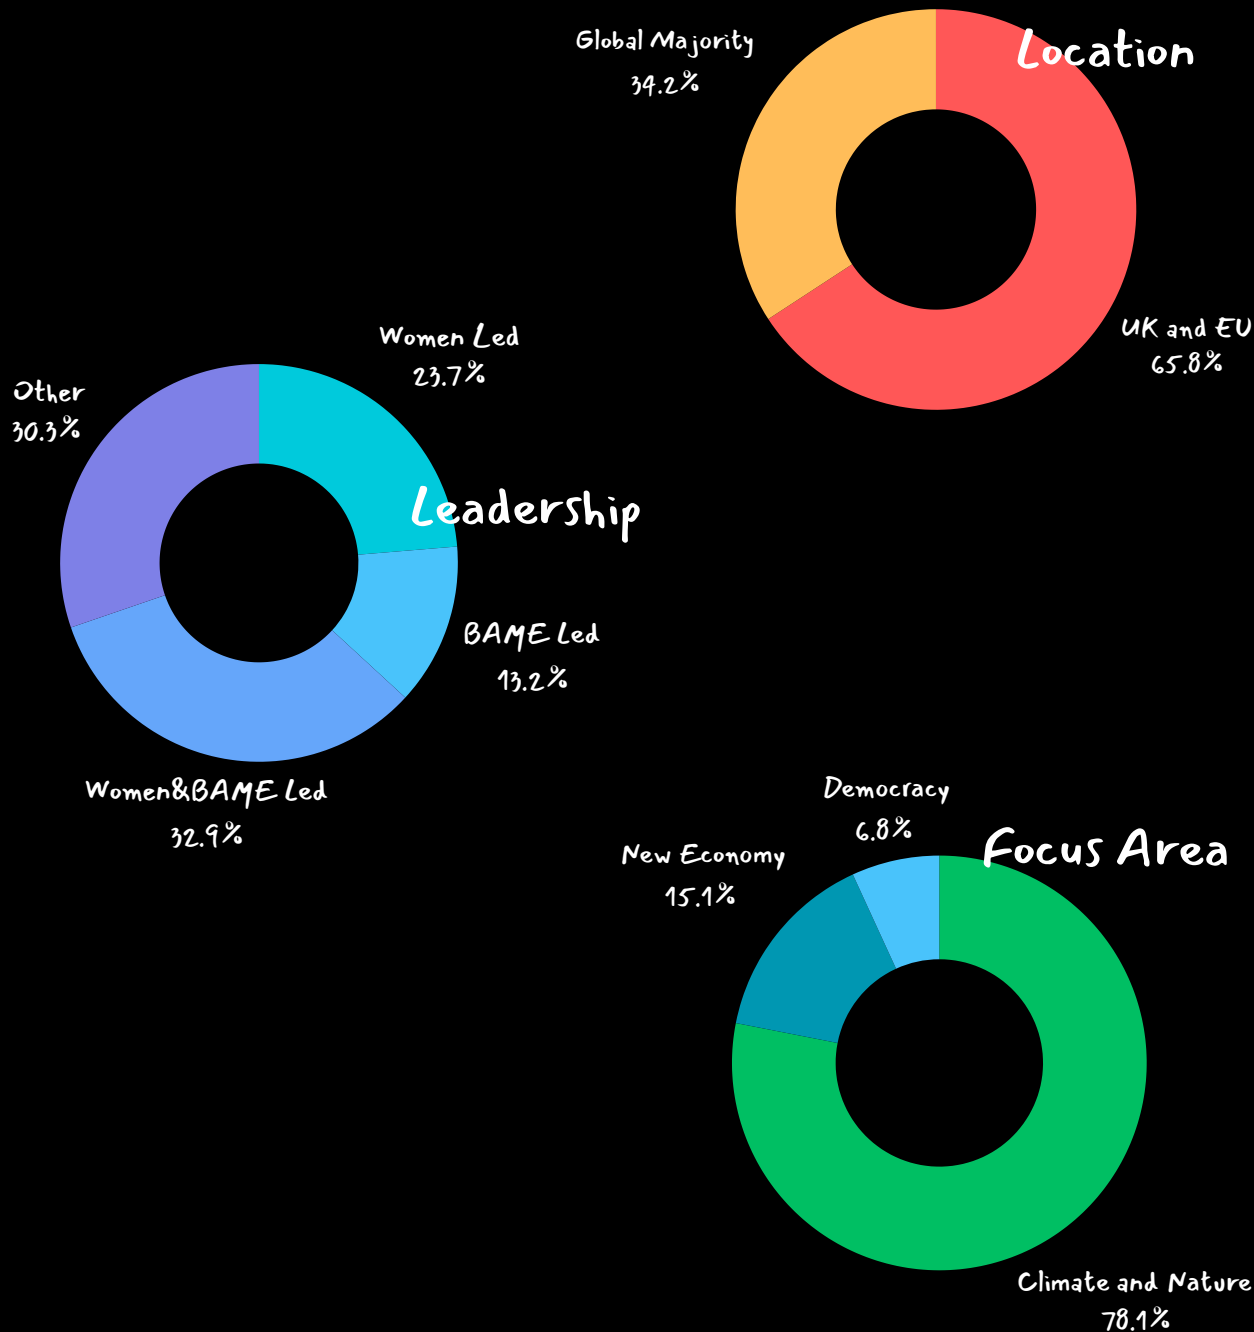 Location
Global Majority
34.2%
UK and EU
65.8%
Leadership
Women Led
23.7%
Other
30.3%
BAME Led
13.2%
Women&BAME Led
32.9%
Focus Area
Democracy
6.8%
New Economy
15.1%
Climate and Nature
78.1%